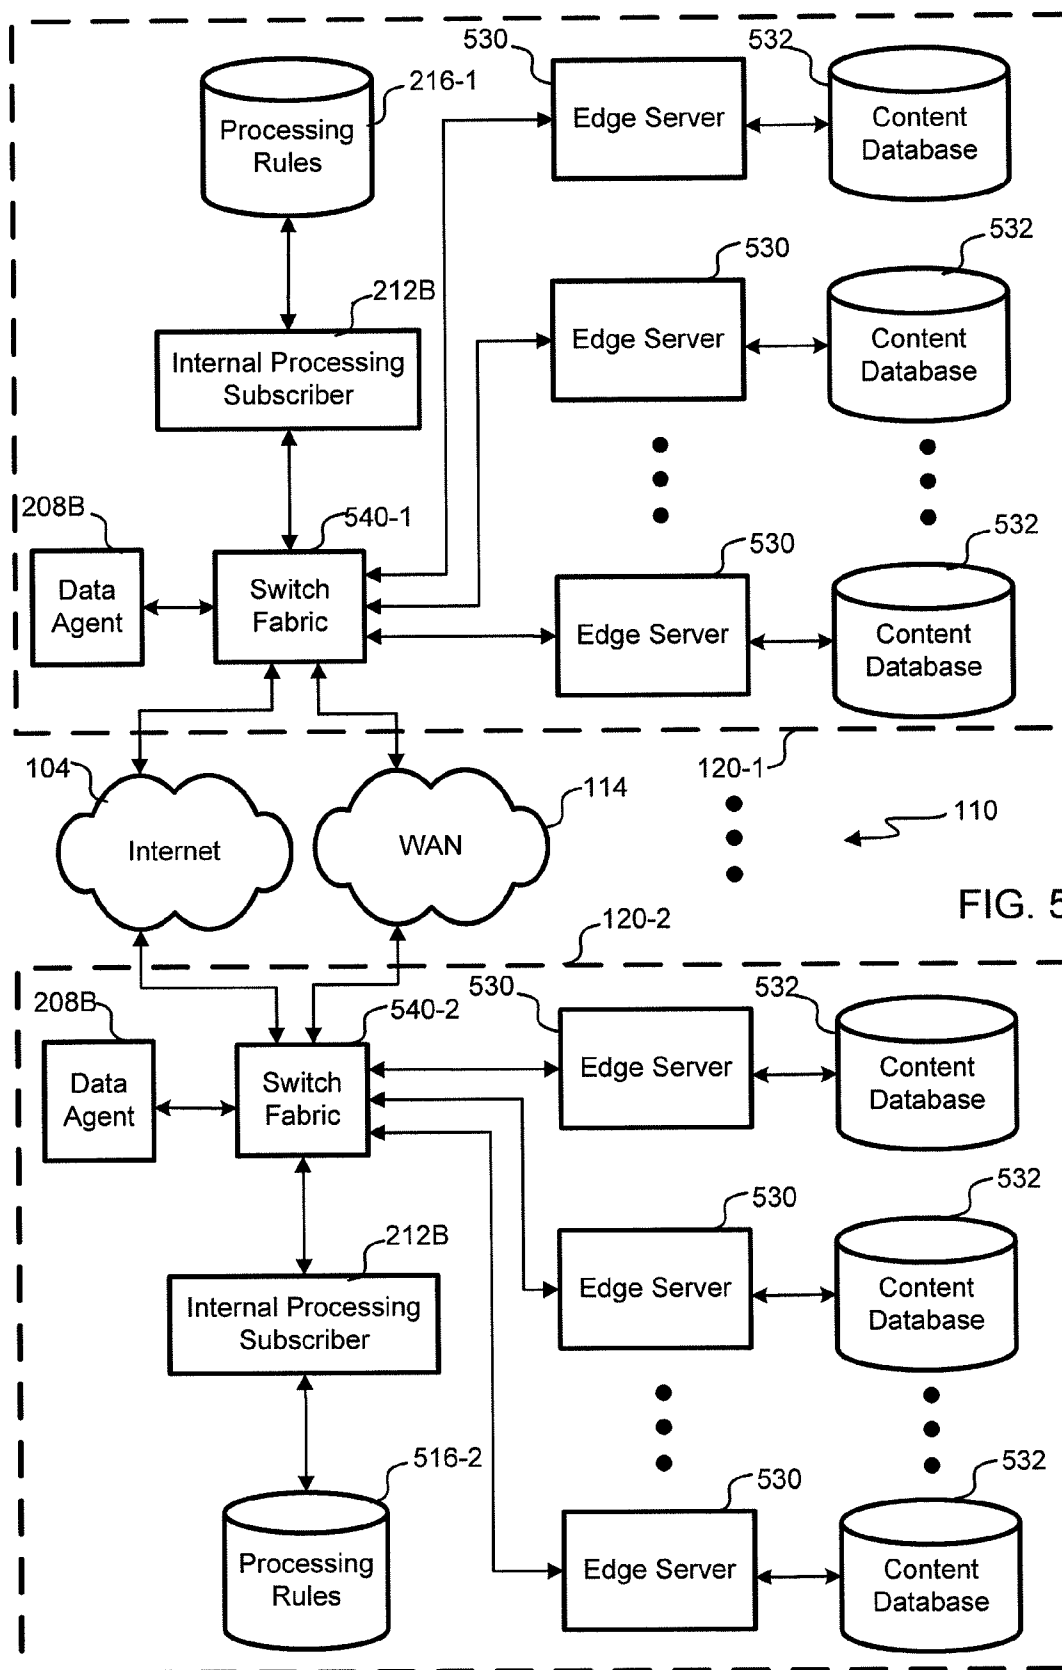 530
532
216-1
Processing
Rules
Edge Server
Content
Database
530
532
212B
Internal Processing
Subscriber
Edge Server
Content
Database
208B
540-1
530
532
Data
Agent
Switch
Fabric
Edge Server
Content
Database
104
Internet
WAN
114
120-1
110
FIG. 5
120-2
208B
540-2
530
532
Data
Agent
Switch
Fabric
Edge Server
Content
Database
212B
530
532
Internal Processing
Subscriber
Edge Server
Content
Database
516-2
530
532
Processing
Rules
Edge Server
Content
Database